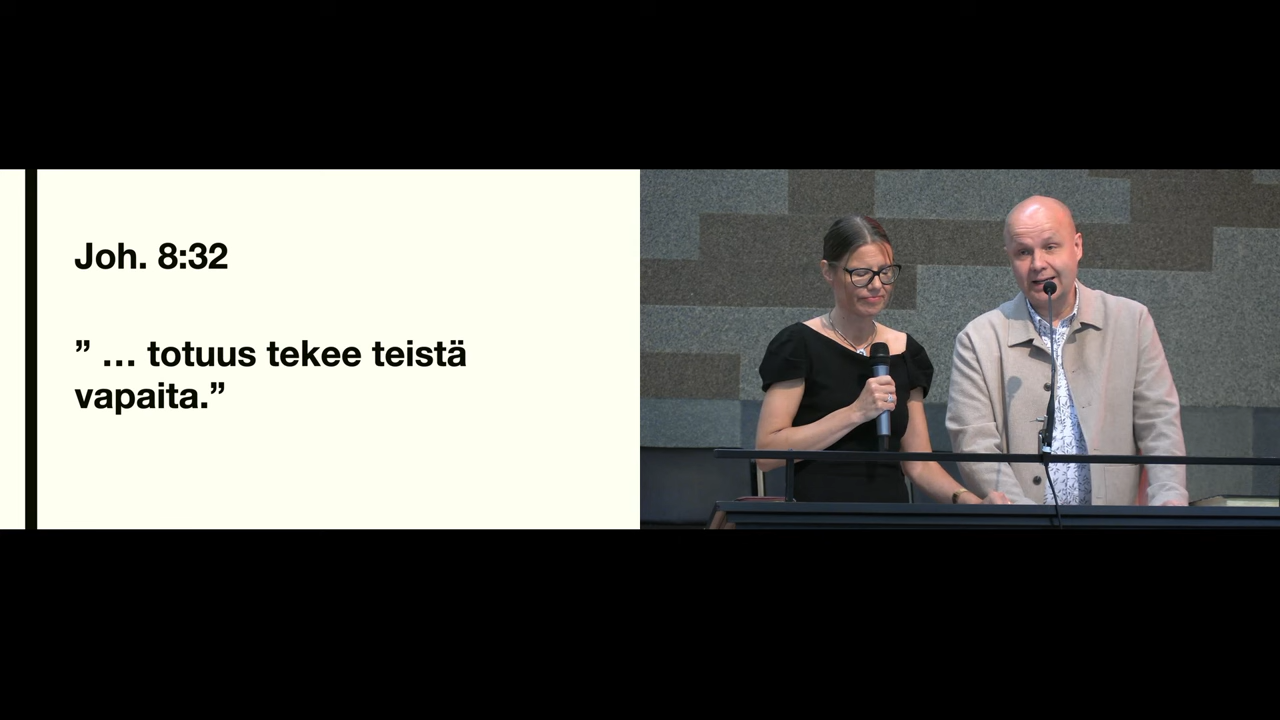 Joh. 8:32
” … totuus tekee teistä
vapaita.”